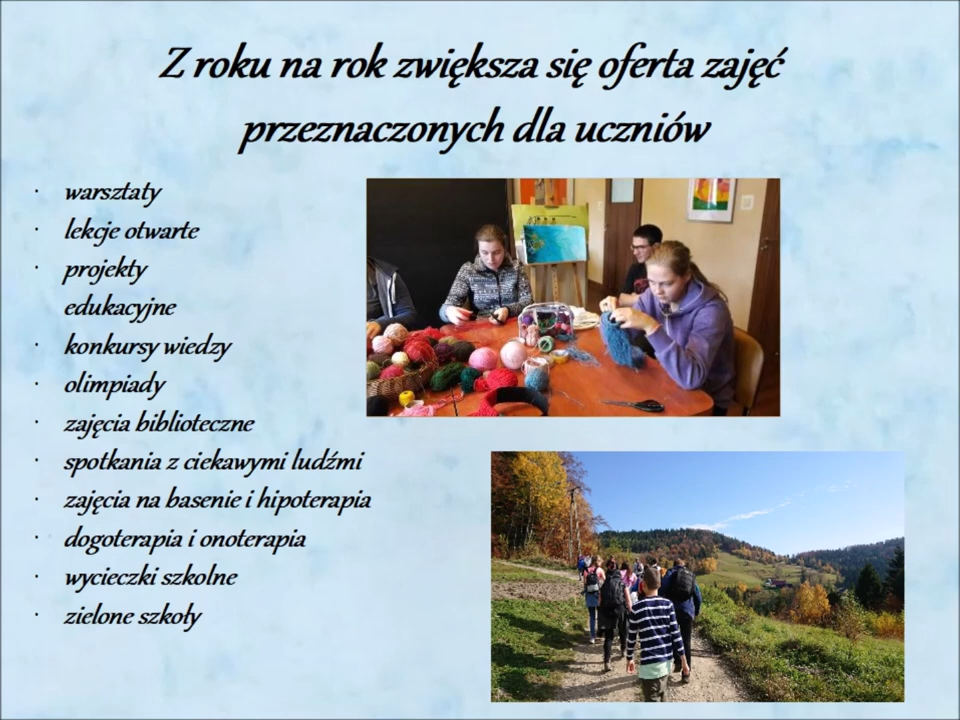 Z roku na rok zwiększa się oferta zajęć
przeznaczonych dla uczniów
· warsztaty
· lekcje otwarte
· projekty
edukacyjne
· konkursy wiedzy
· olimpiady
· zajęcia biblioteczne
· spotkania z ciekawymi ludźmi
· zajęcia na basenie i hipoterapia
· dogoterapia i onoterapia
· wycieczki szkolne
· zielone szkoły